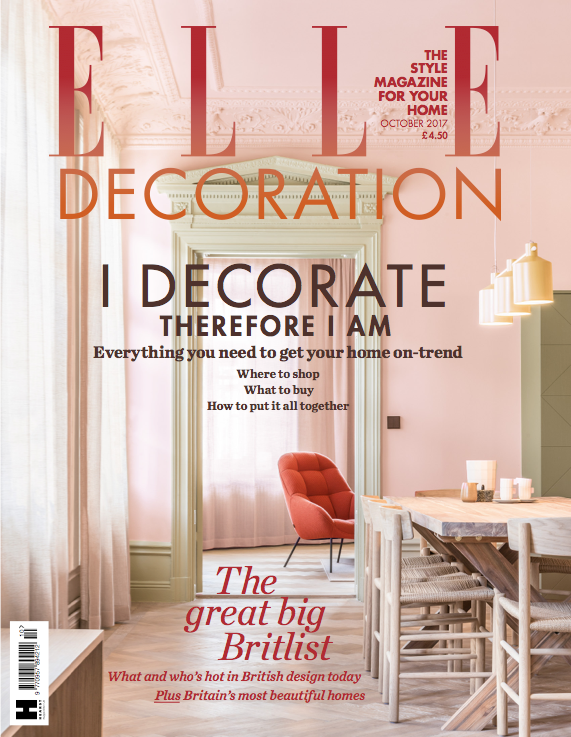 ELLE
DECORATION
THE
STYLE
MAGAZINE
FOR YOUR
HOME
OCTOBER 2017
£4.50
I DECORATE
THEREFORE I AM
Everything you need to get your home on-trend
Where to shop
What to buy
How to put it all together
The
great big
Britlist
What and who's hot in British design today
Plus Britain's most beautiful homes